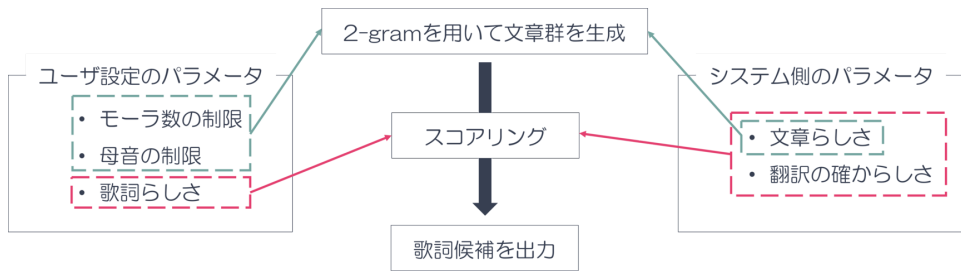 2-gramを用いて文章群を生成
ユーザ設定のパラメータ
• モーラ数の制限
• 母音の制限
• 歌詞らしさ
スコアリング
システム側のパラメータ
• 文章らしさ
• 翻訳の確からしさ
歌詞候補を出力